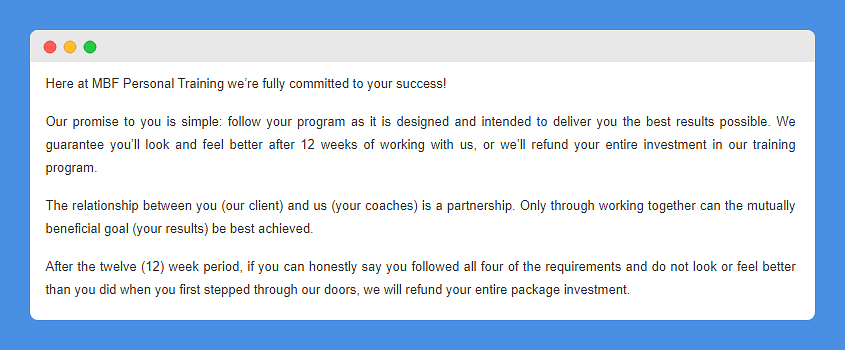 Here at MBF Personal Training we’re fully committed to your success!
Our promise to you is simple: follow your program as it is designed and intended to deliver you the best results possible. We
guarantee you’ll look and feel better after 12 weeks of working with us, or we’ll refund your entire investment in our training
program.
The relationship between you (our client) and us (your coaches) is a partnership. Only through working together can the mutually
beneficial goal (your results) be best achieved.
After the twelve (12) week period, if you can honestly say you followed all four of the requirements and do not look or feel better
than you did when you first stepped through our doors, we will refund your entire package investment.